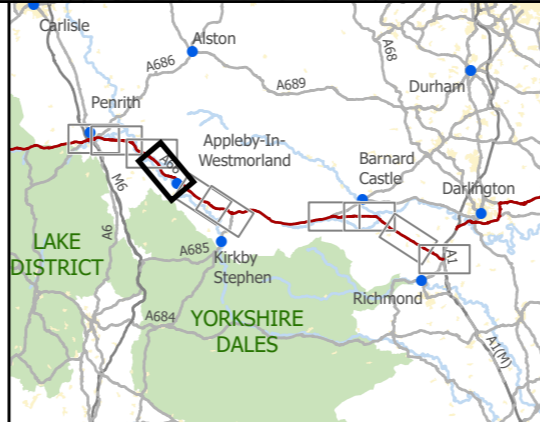 Carlisle
Alston
A686
A68
A689
Durham
Penrith
Appleby-In-
Westmorland
A66
Barnard
Castle
Darlington
M6
A6
LAKE
DISTRICT
A685
Kirkby
Stephen
A1
Richmond
A684
YORKSHIRE
DALES
A1(M)